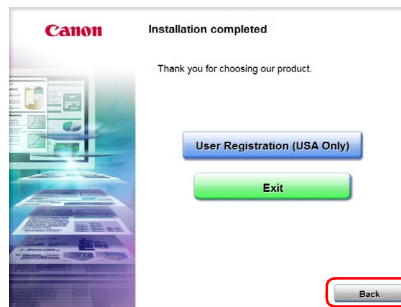 Canon
Installation completed
Thank you for choosing our product.
User Registration (USA Only)
Exit
Back